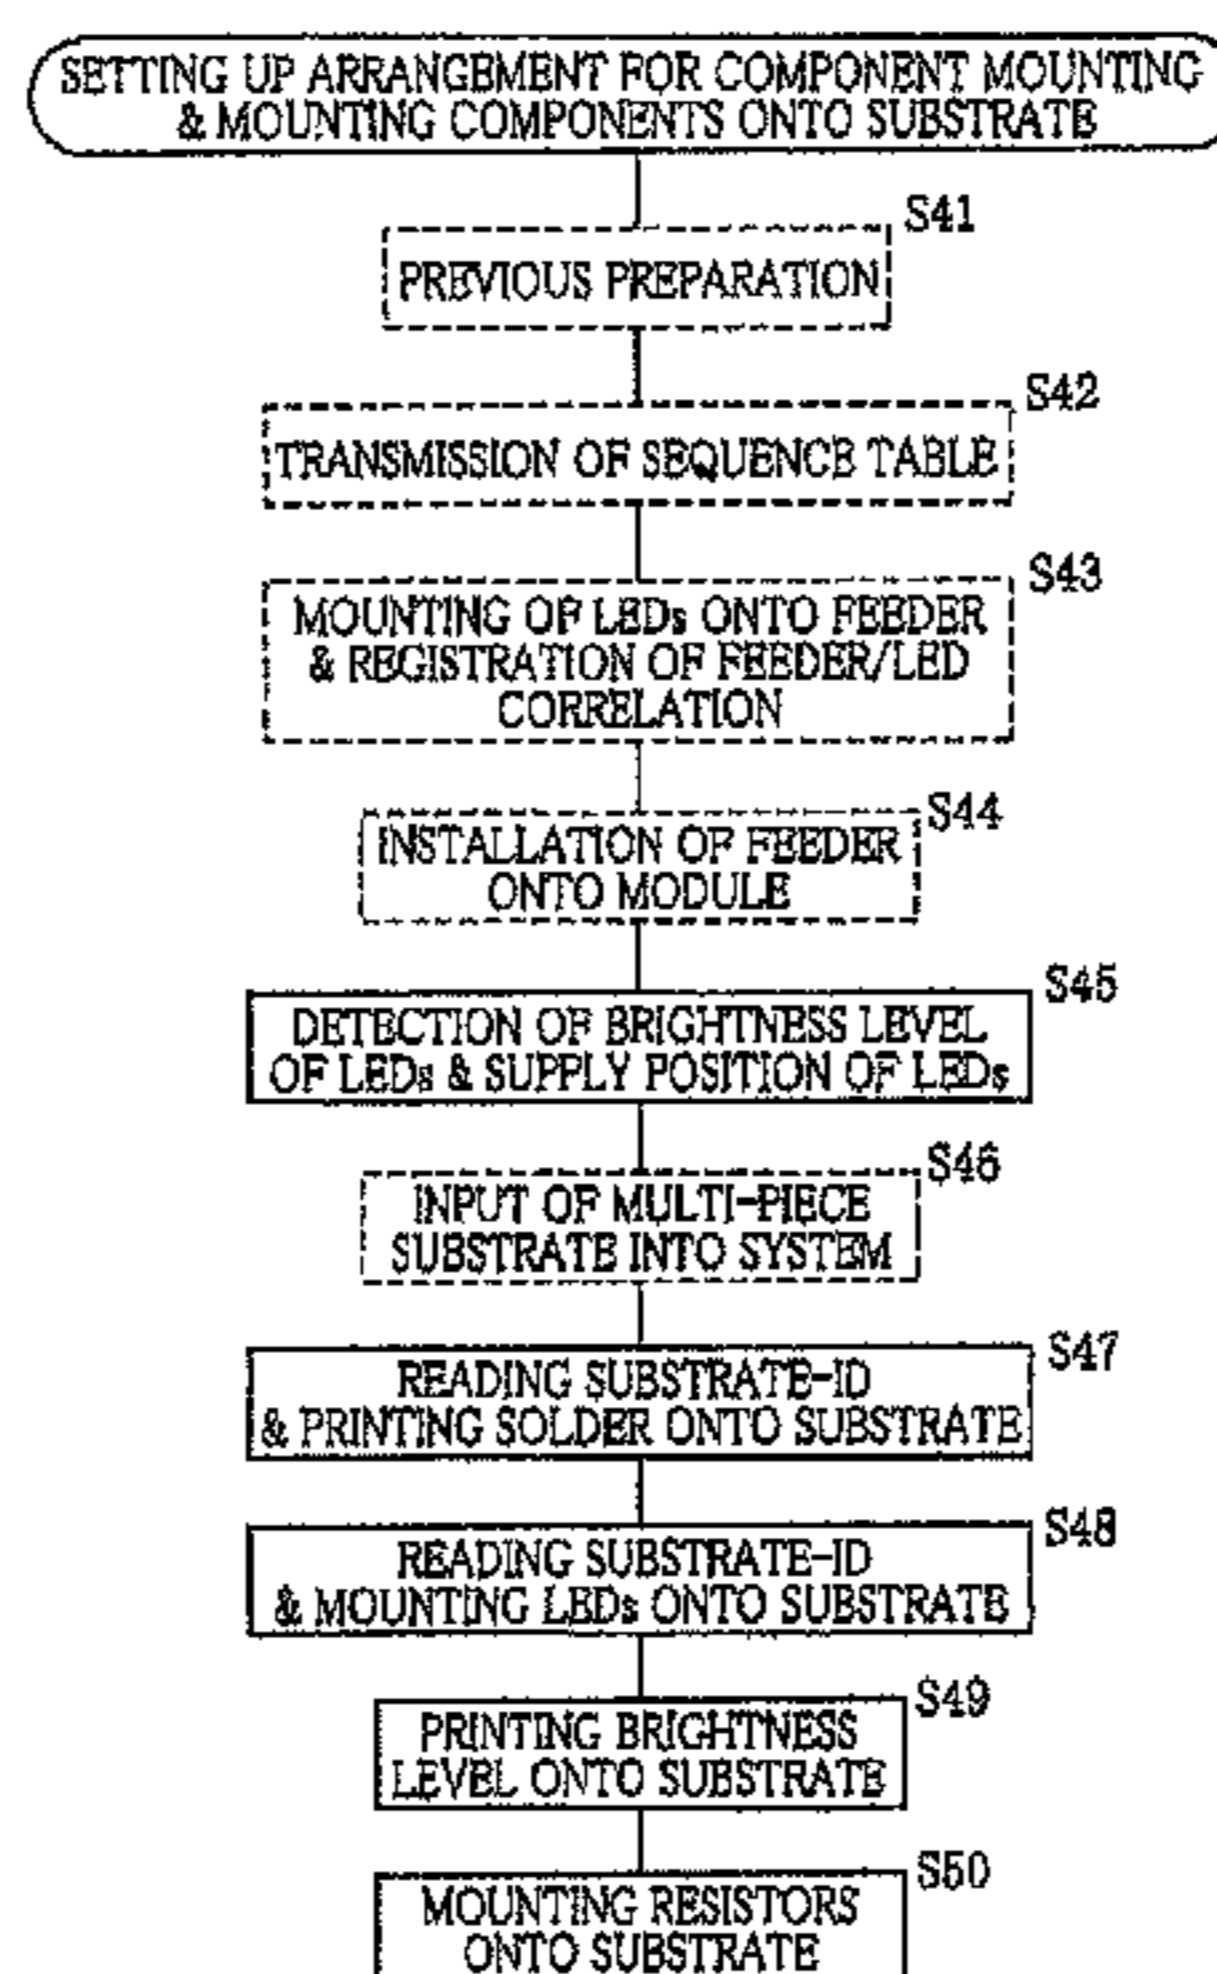 SETTING UP ARRANGEMENT FOR COMPONENT MOUNTING
& MOUNTING COMPONENTS ONTO SUBSTRATE
S41
PREVIOUS PREPARATION
S42
TRANSMISSION OF SEQUENCE TABLE
S43
MOUNTING OF LEDs ONTO FEEDER
& REGISTRATION OF FEEDER/LED
CORRELATION
S44
INSTALLATION OF FEEDER
ONTO MODULE
S45
DETECTION OF BRIGHTNESS LEVEL
OF LEDs & SUPPLY POSITION OF LEDs
S46
INPUT OF MULTI-PIECE
SUBSTRATE INTO SYSTEM
S47
READING SUBSTRATE-ID
& PRINTING SOLDER ONTO SUBSTRATE
S48
READING SUBSTRATE-ID
& MOUNTING LEDs ONTO SUBSTRATE
S49
PRINTING BRIGHTNESS
LEVEL ONTO SUBSTRATE
S50
MOUNTING RESISTORS
ONTO SUBSTRATE